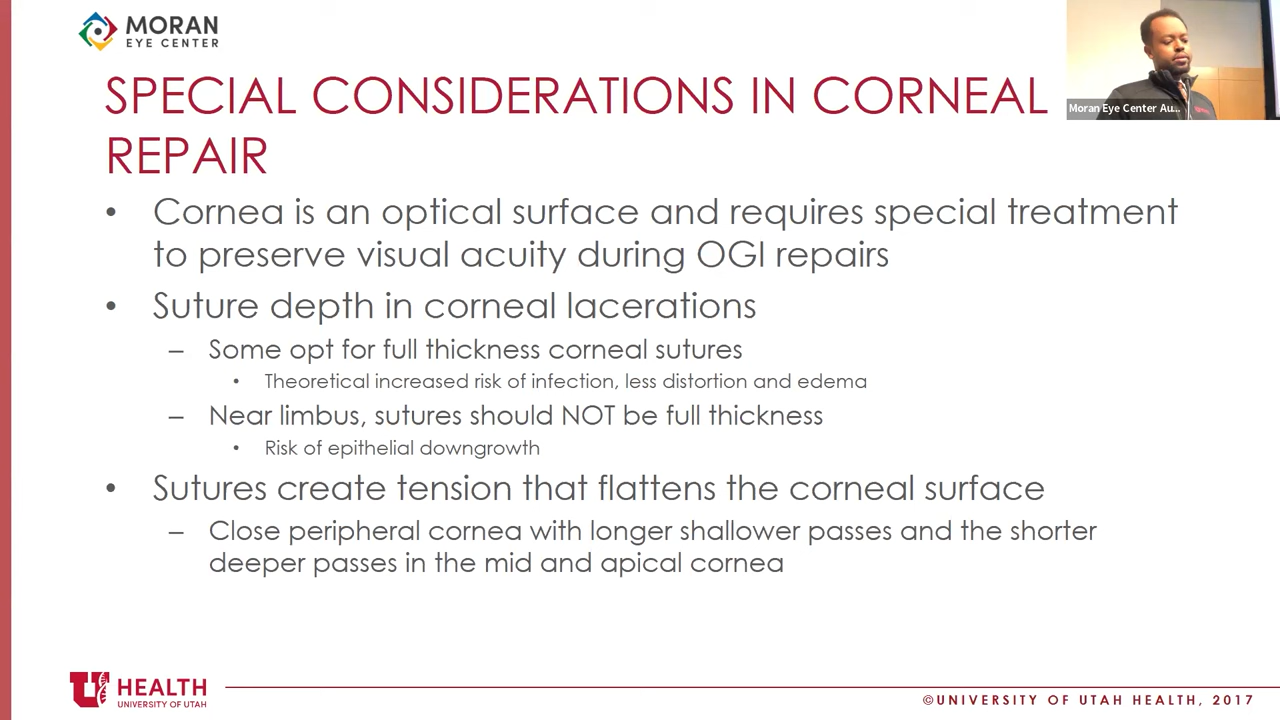 MORAN
EYE CENTER
SPECIAL CONSIDERATIONS IN CORNEAL
REPAIR
Moran Eye Center Au...
• Cornea is an optical surface and requires special treatment
to preserve visual acuity during OGI repairs
• Suture depth in corneal lacerations
– Some opt for full thickness corneal sutures
• Theoretical increased risk of infection, less distortion and edema
– Near limbus, sutures should NOT be full thickness
• Risk of epithelial downgrowth
• Sutures create tension that flattens the corneal surface
– Close peripheral cornea with longer shallower passes and the shorter
deeper passes in the mid and apical cornea
U HEALTH
UNIVERSITY OF UTAH
©UNIVERSITY OF UTAH HEALTH, 2017